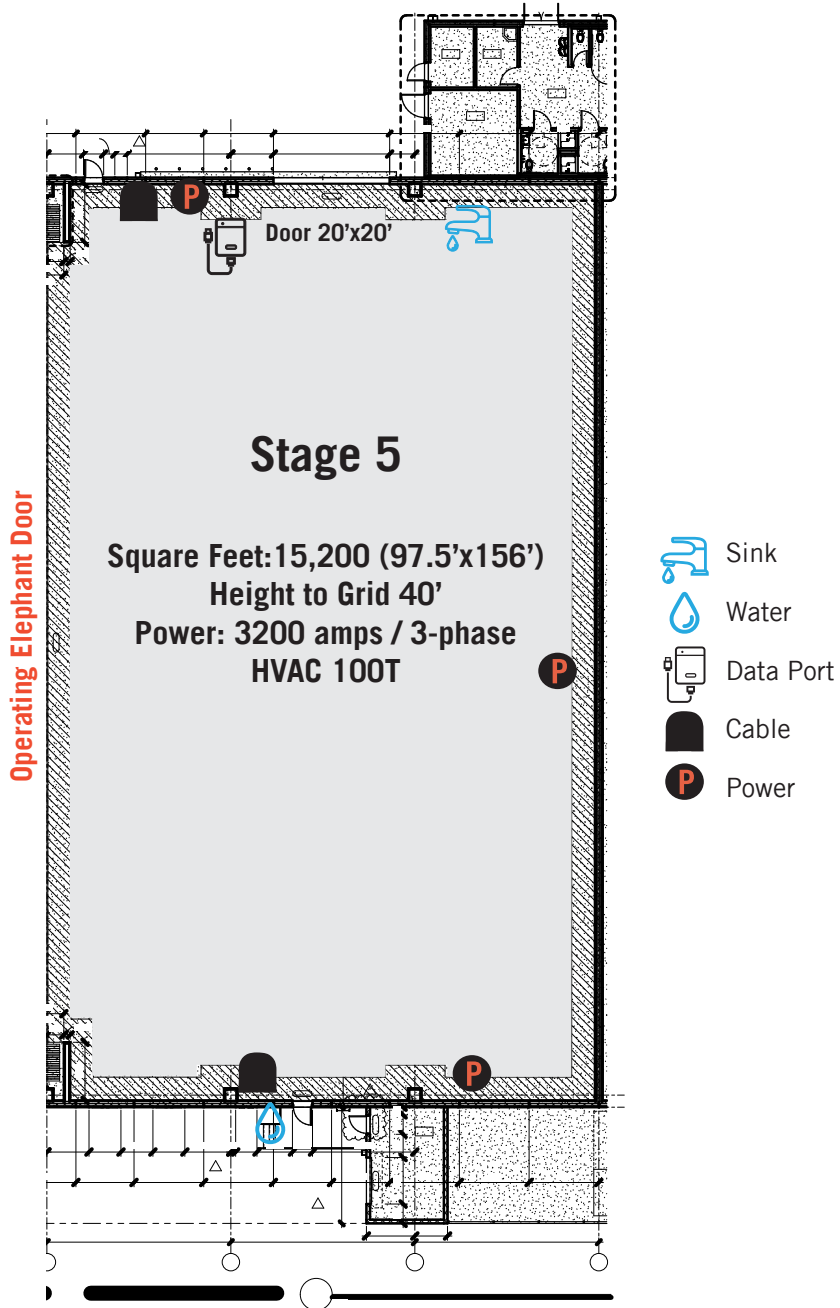 P
Door 20’x20’
Stage 5
Square Feet:15,200 (97.5’x156’)
Height to Grid 40’
Power: 3200 amps / 3-phase
HVAC 100T
P
P
Operating Elephant Door
Sink
Water
Data Port
Cable
P Power